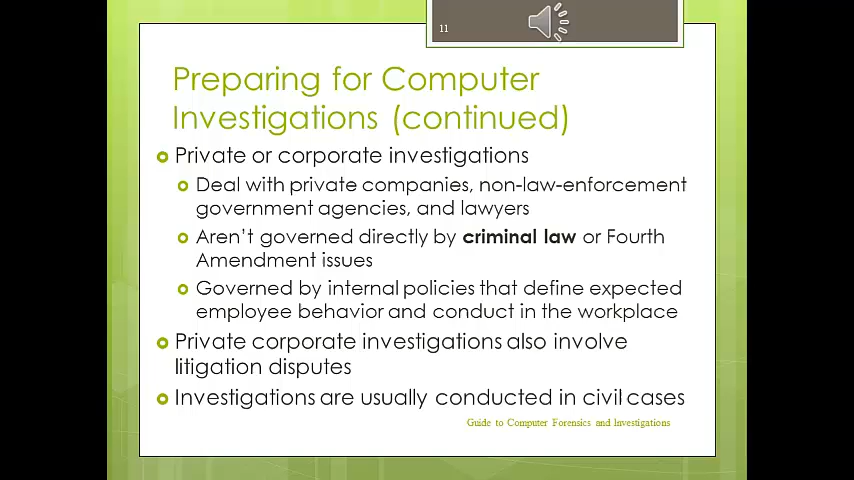 11
Preparing for Computer
Investigations (continued)
Private or corporate investigations
Deal with private companies, non-law-enforcement
government agencies, and lawyers
Aren't governed directly by criminal law or Fourth
Amendment issues
Governed by internal policies that define expected
employee behavior and conduct in the workplace
Private corporate investigations also involve
litigation disputes
Investigations are usually conducted in civil cases
Guide to Computer Forensics and Investigations